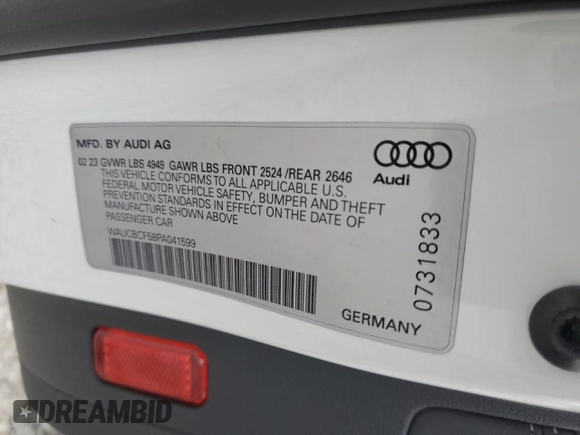 MFD. BY AUDI AG
02 23 GVWR LBS 4949 GAWR LBS FRONT 2524 /REAR 2646
THIS VEHICLE CONFORMS TO ALL APPLICABLE U.S.
FEDERAL MOTOR VEHICLE SAFETY, BUMPER AND THEFT
PREVENTION STANDARDS IN EFFECT ON THE DATE OF
MANUFACTURE SHOWN ABOVE
PASSENGER CAR
WAUCBCF58PA041599
Audi
0731833
GERMANY
DREAMBID